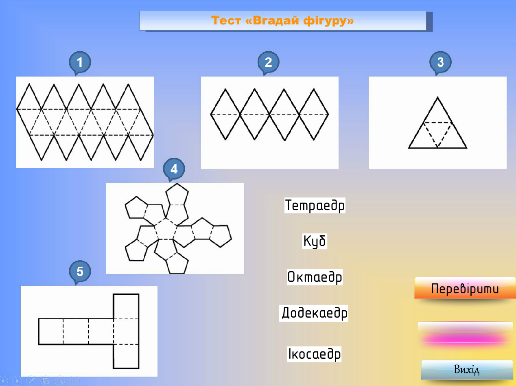 Тест «Вгадай фігуру»
1
2
3
4
Тетраедр
Куб
5
Октаедр
Перевірити
Додекаедр
Ікосаедр
Вихід